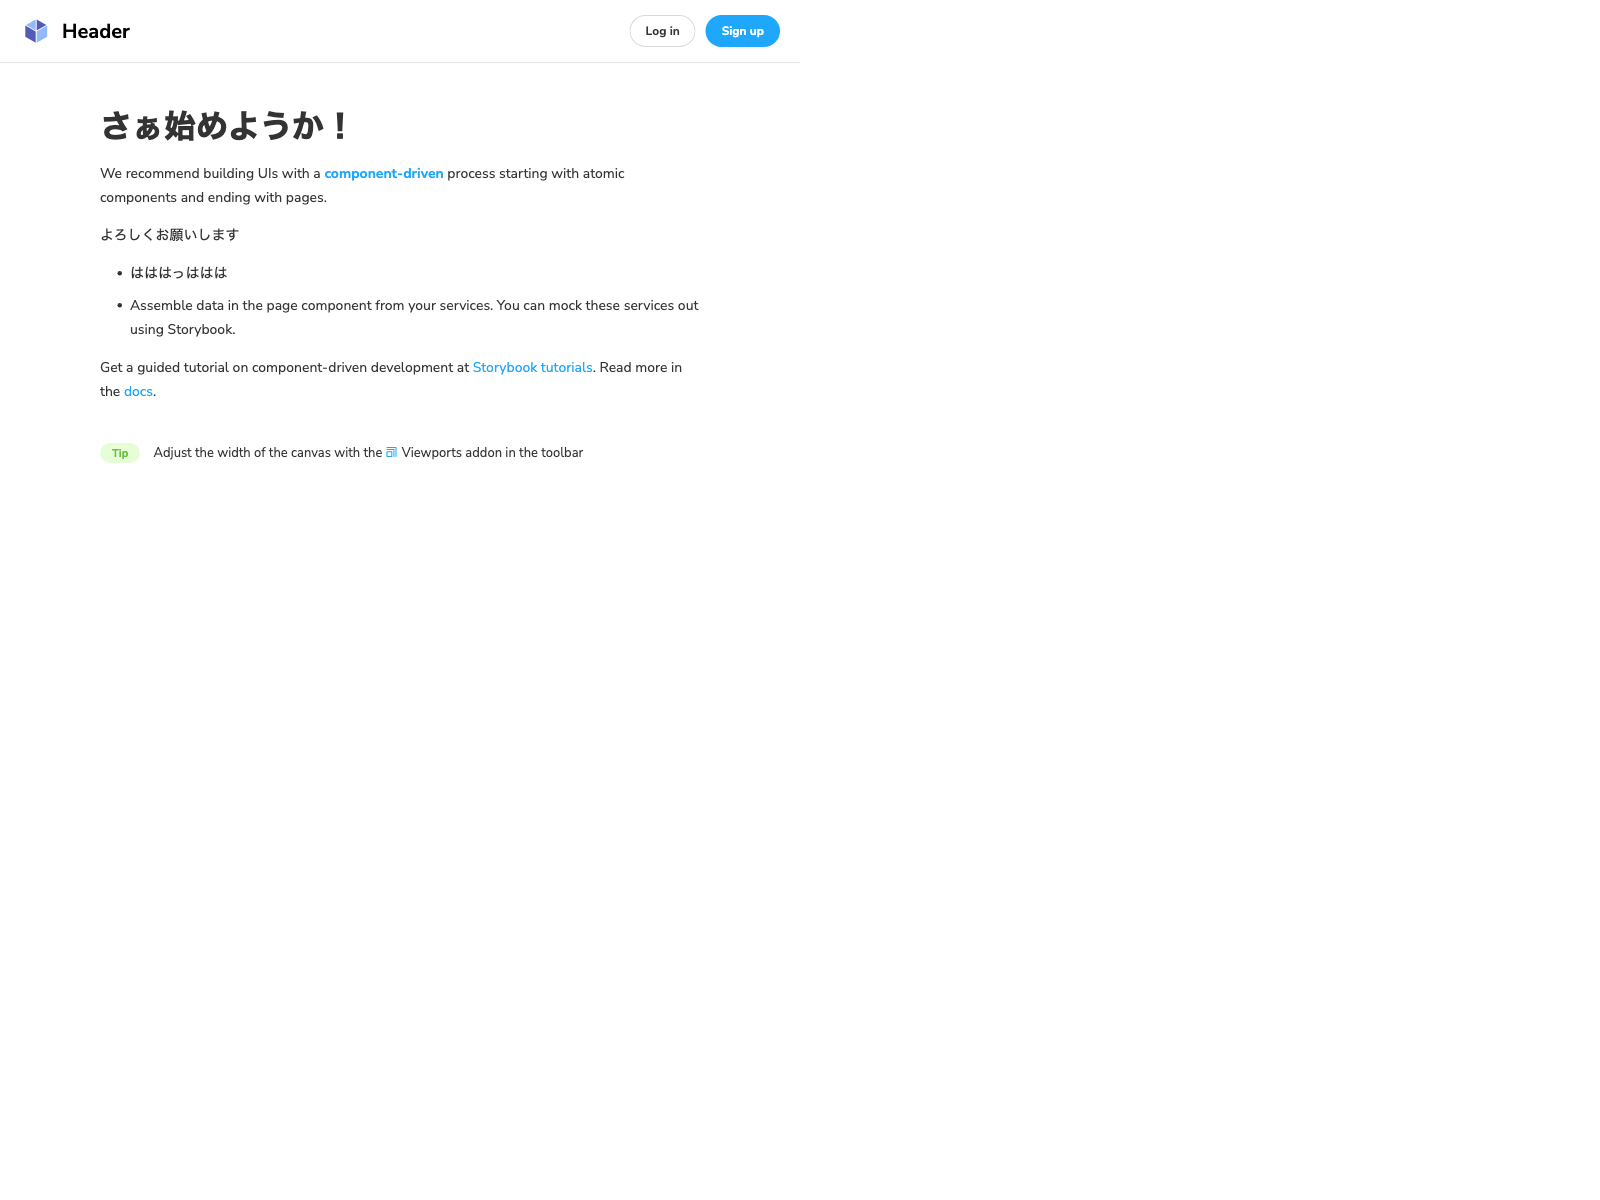 Header
Log in
Sign up
さぁ始めようか！
We recommend building UIs with a component-driven process starting with atomic
components and ending with pages.
よろしくお願いします
• はははっははは
• Assemble data in the page component from your services. You can mock these services out
using Storybook.
Get a guided tutorial on component-driven development at Storybook tutorials. Read more in
the docs.
Tip
Adjust the width of the canvas with the Viewports addon in the toolbar